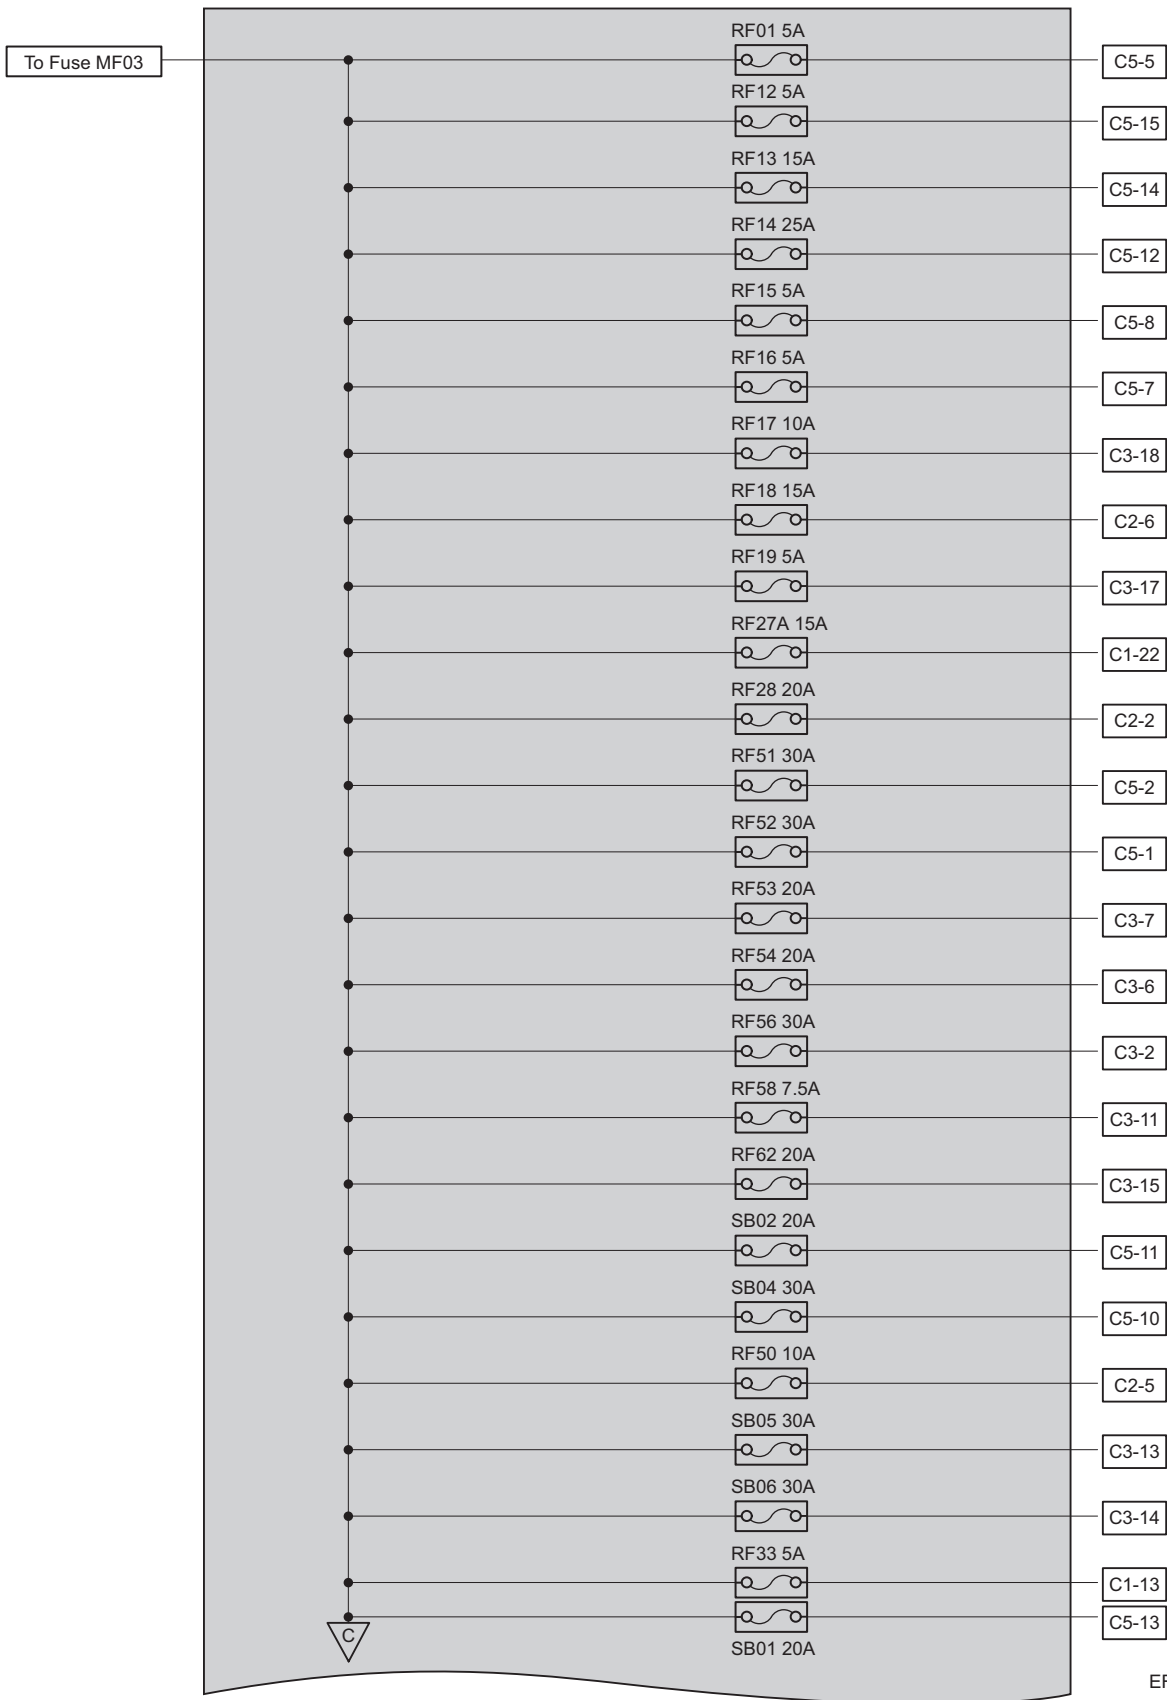 RF01 5A
To Fuse MF03
C5-5
RF12 5A
C5-15
RF13 15A
C5-14
RF14 25A
C5-12
RF15 5A
C5-8
RF16 5A
C5-7
RF17 10A
C3-18
RF18 15A
C2-6
RF19 5A
C3-17
RF27A 15A
C1-22
RF28 20A
C2-2
RF51 30A
C5-2
RF52 30A
C5-1
RF53 20A
C3-7
RF54 20A
C3-6
RF56 30A
C3-2
RF58 7.5A
C3-11
RF62 20A
C3-15
SB02 20A
C5-11
SB04 30A
C5-10
RF50 10A
C2-5
SB05 30A
C3-13
SB06 30A
C3-14
RF33 5A
C1-13
C5-13
C
SB01 20A